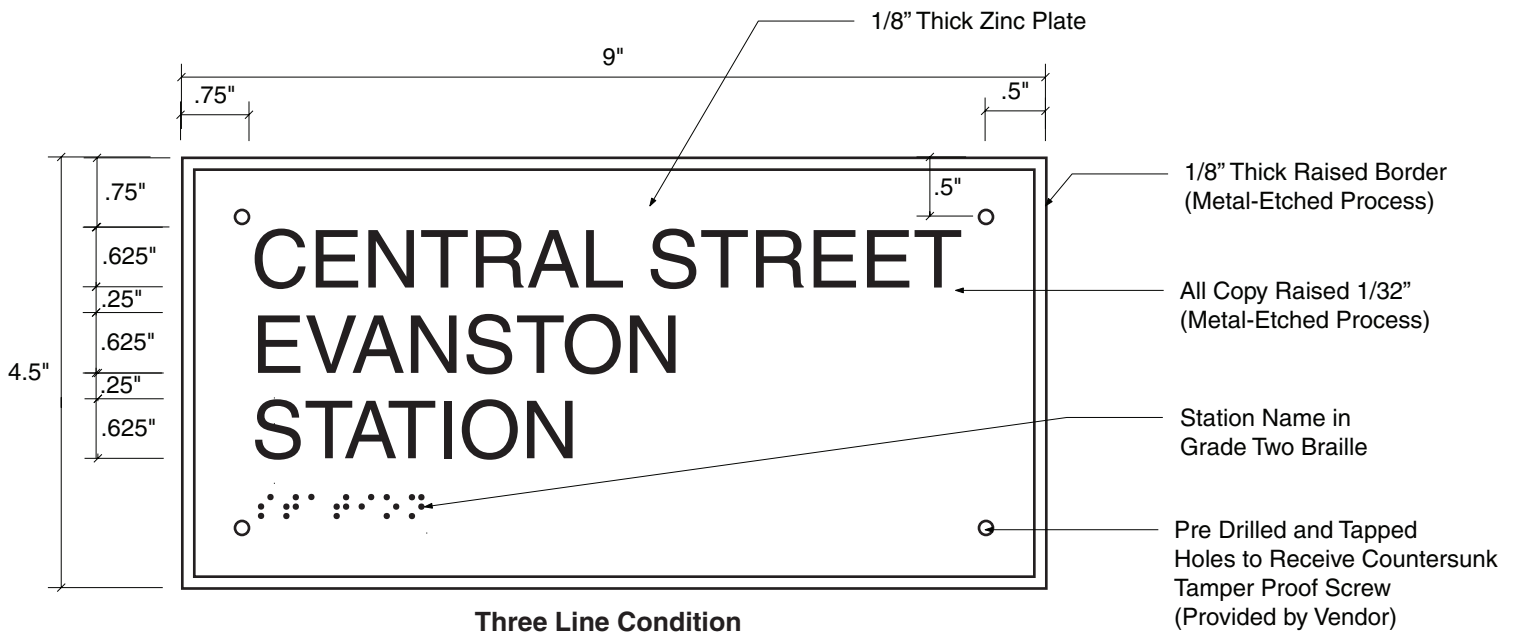 1/8” Thick Zinc Plate
9"
.75"
.5"
1/8” Thick Raised Border
(Metal-Etched Process)
.75"
.5"
.625"
.25"
.625"
.25"
.625"
4.5"
CENTRAL STREET
EVANSTON
STATION
All Copy Raised 1/32”
(Metal-Etched Process)
Station Name in
Grade Two Braille
⠎⠞⠁⠞⠊⠕⠝
Pre Drilled and Tapped
Holes to Receive Countersunk
Tamper Proof Screw
(Provided by Vendor)
Three Line Condition